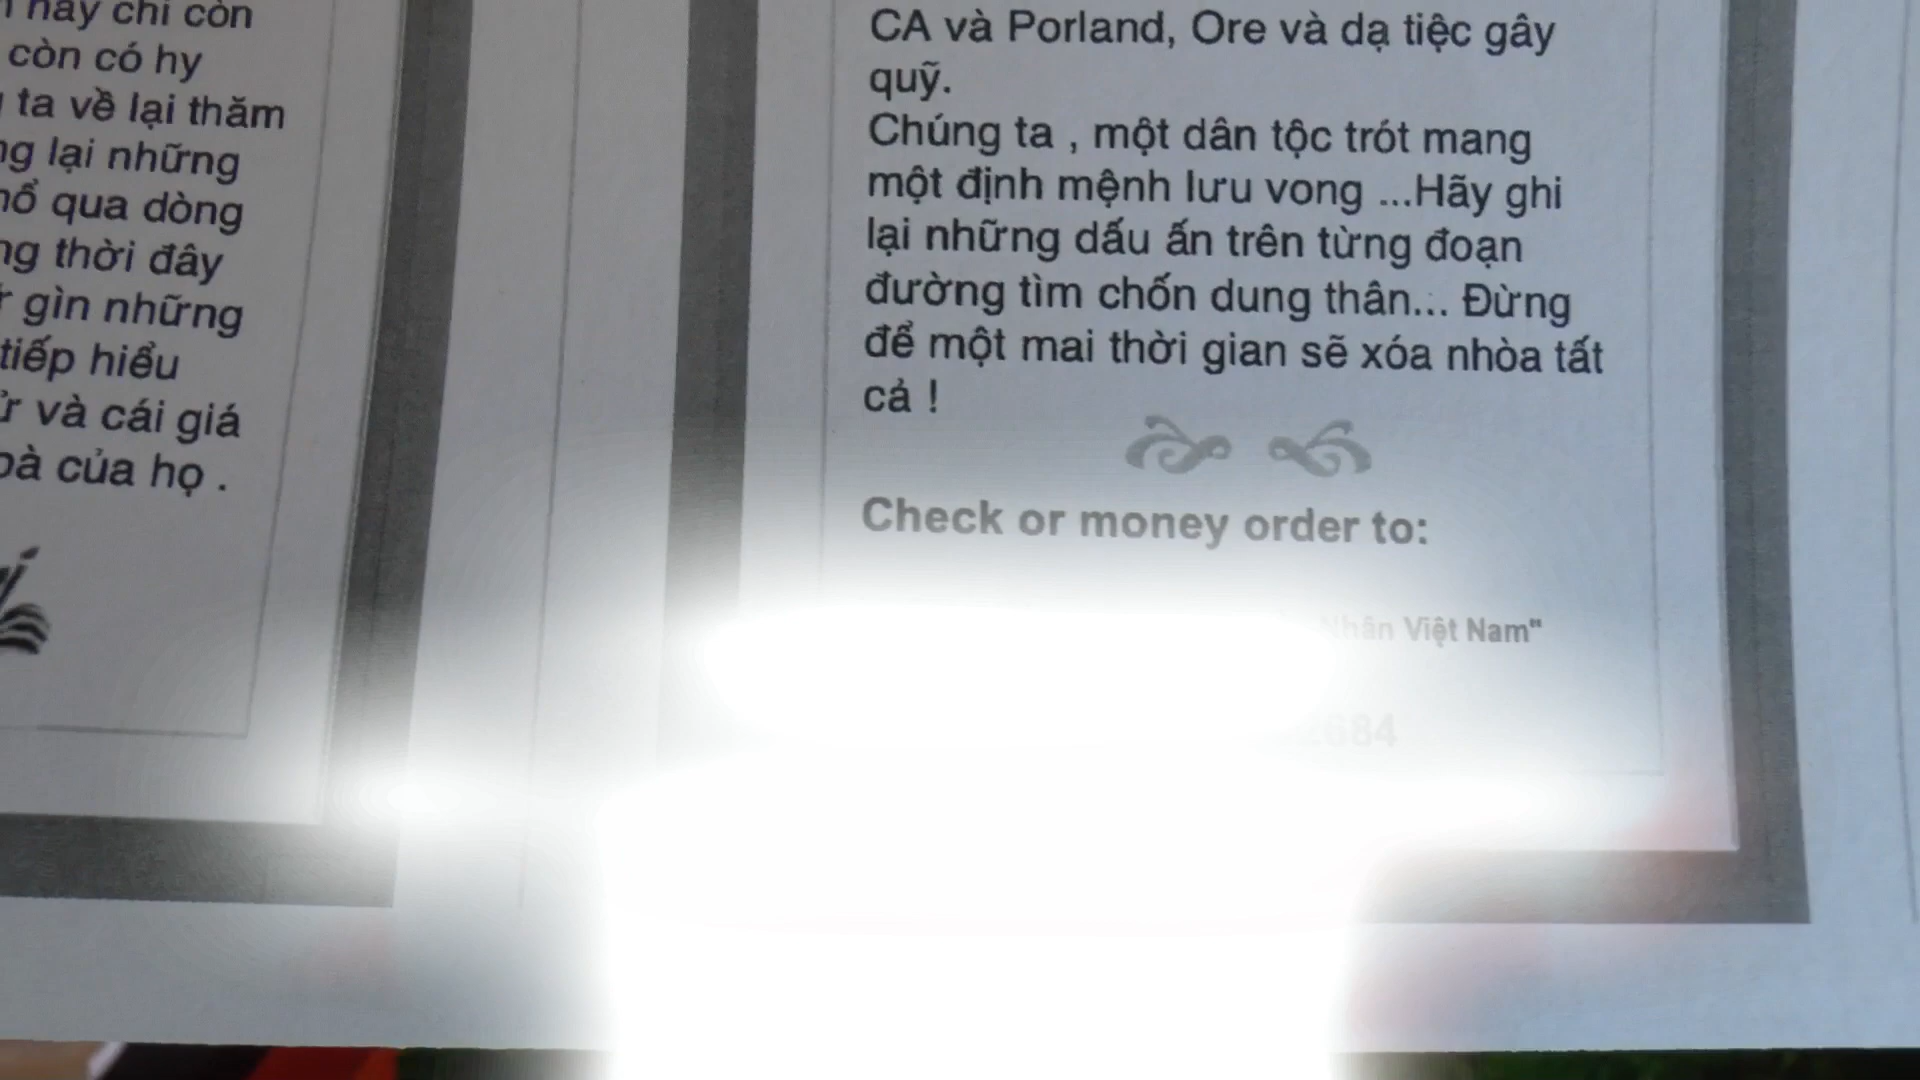 nay chỉ còn
còn có hy
ta về lại thăm
lại những
qua dòng
thời đây
gìn những
tiếp hiểu
và cái giá
của họ .
CA và Porland, Ore và dạ tiệc gây
quỹ.
Chúng ta , một dân tộc trót mang
một định mệnh lưu vong ...Hãy ghi
lại những dấu ấn trên từng đoạn
đường tìm chốn dung thân... Đừng
để một mai thời gian sẽ xóa nhòa tất
cả !
Check or money order to:
Nhân Việt Nam"
684